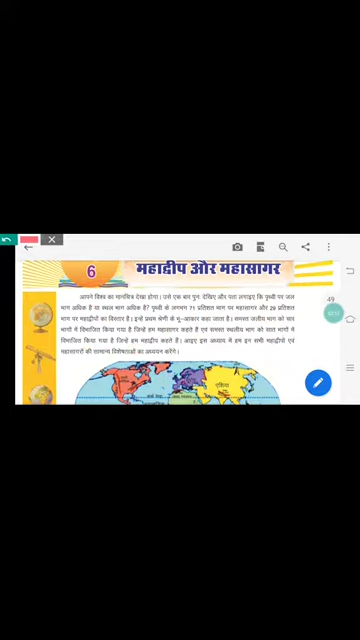 6
महाद्वीप और महासागर
49
आपने विश्व का मानचित्र देखा होगा। उसे एक बार पुनः देखिए और पता लगाइए कि पृथ्वी पर जल
भाग अधिक है या स्थल भाग अधिक है? पृथ्वी के लगभग 71 प्रतिशत भाग पर महासागर और 29 प्रतिशत
भाग पर महाद्वीपों का विस्तार है। इन्हें प्रथम श्रेणी के भू-आकार कहा जाता है। समस्त जलीय भाग को चार
भागों में विभाजित किया गया है जिन्हें हम महासागर कहते हैं एवं समस्त स्थलीय भाग को सात भागों में
विभाजित किया गया है जिन्हें हम महाद्वीप कहते हैं। आइए इस अध्याय में हम इन सभी महाद्वीपों एवं
महासागरों की सामान्य विशेषताओं का अध्ययन करेंगे।
एशिया